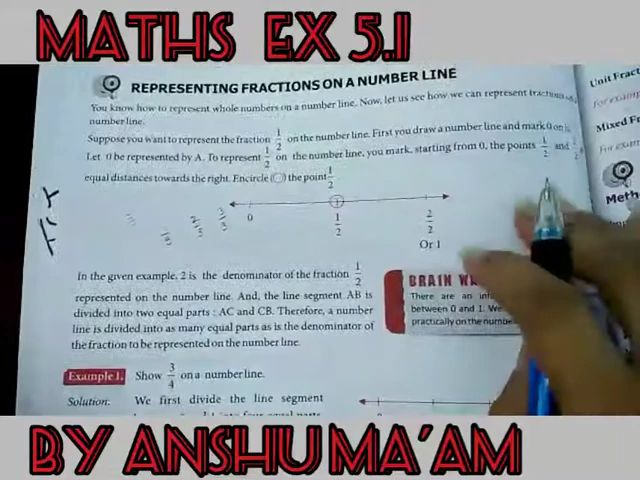 MATHS EX 5.1
REPRESENTING FRACTIONS ON A NUMBER LINE
You know how to represent whole numbers on a number line. Now, let us see how we can represent fractions
number line.
Suppose you want to represent the fraction 1/2 on the number line. First you draw a number line and mark 0 on
Let 0 be represented by A. To represent 1/2 on the number line, you mark, starting from 0, the points 1/2 and
equal distances towards the right. Encircle the point 1/2
0 1/2 2/2
Or 1
In the given example, 2 is the denominator of the fraction 1/2
represented on the number line. And, the line segment AB is
divided into two equal parts : AC and CB. Therefore, a number
line is divided into as many equal parts as is the denominator of
the fraction to be represented on the number line.
BRAIN
There are an
between 0 and 1. We
practically on the number
Example 1. Show 3/4 on a number line.
Solution: We first divide the line segment
Unit Fract
For examp
Mixed Fr
For exam
Meth
BY ANSHU MA'AM